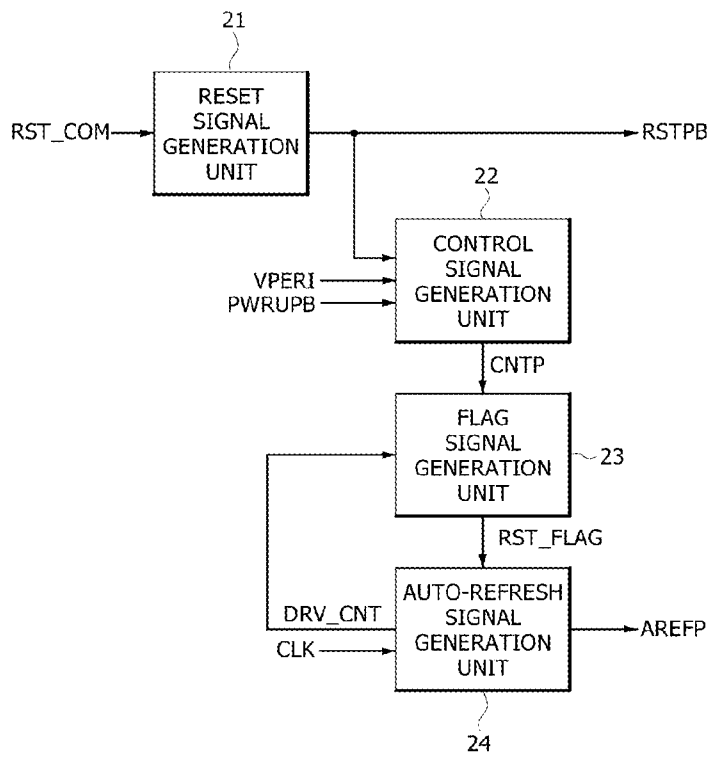 21
RESET
SIGNAL
GENERATION
UNIT
RST_COM
RSTPB
22
CONTROL
SIGNAL
GENERATION
UNIT
VPERI
PWRUPB
CNTP
FLAG
SIGNAL
GENERATION
UNIT
23
RST_FLAG
AUTO-REFRESH
SIGNAL
GENERATION
UNIT
DRV_CNT
CLK
AREFP
24